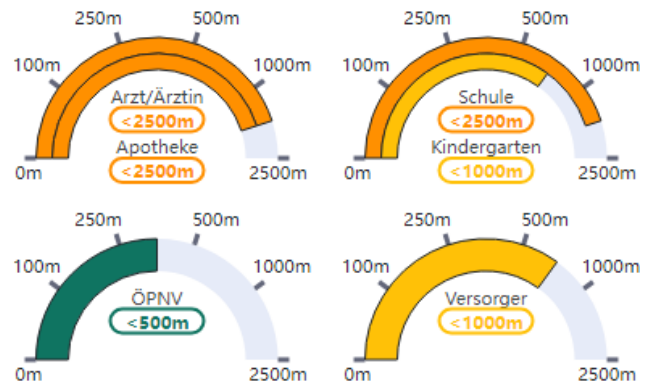 250m 500m
100m 1000m
Arzt/Ärztin
<2500m
Apotheke
<2500m
0m 2500m
250m 500m
100m 1000m
Schule
<2500m
Kindergarten
<1000m
0m 2500m
250m 500m
100m 1000m
ÖPNV
<500m
0m 2500m
250m 500m
100m 1000m
Versorger
<1000m
0m 2500m